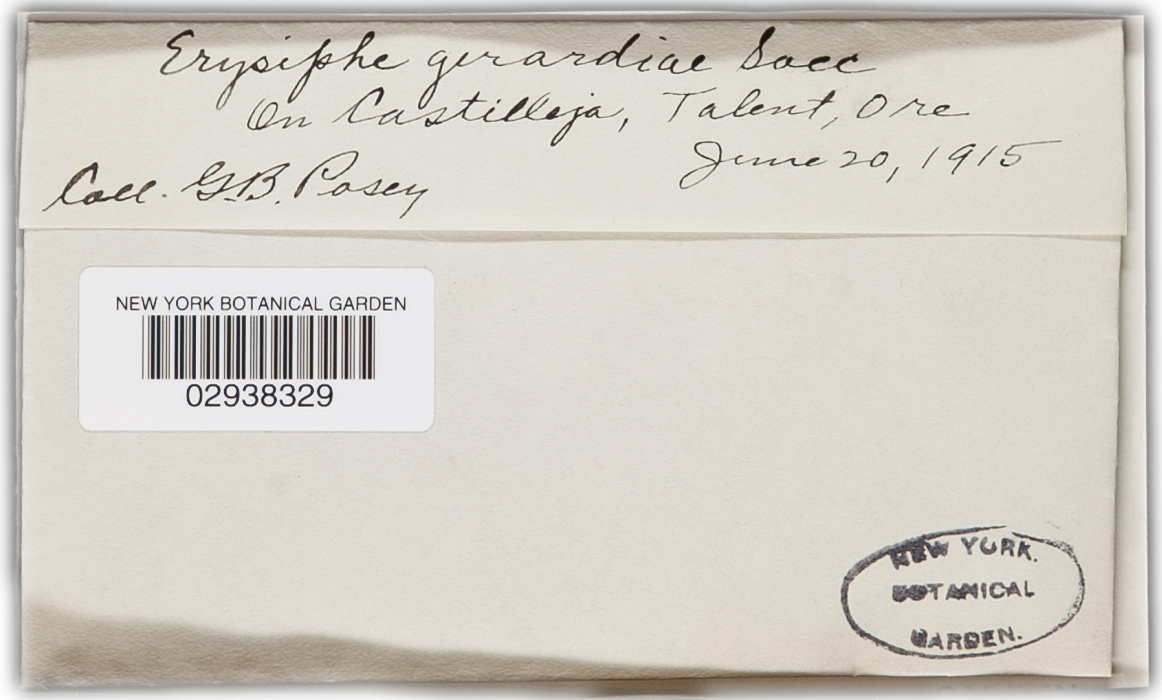 Erysiphe gerardiae Sacc
On Castilleja, Talent, Ore
June 20, 1915
Coll. G.B. Posey
NEW YORK BOTANICAL GARDEN
02938329
NEW YORK.
BOTANICAL
GARDEN.